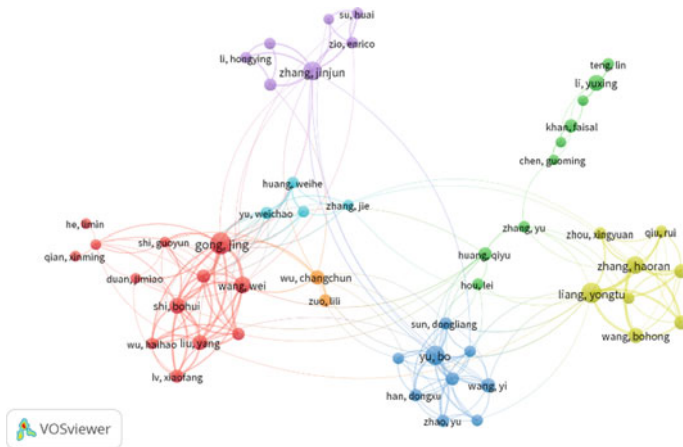 su, huai
zio, enrico
li, hongying
zhang, jinjun
teng, lin
li, yuxing
khan, faisal
chen, guoming
huang, weihe
yu, weichao
zhang, jie
he, limin
shi, guoyun
gong, jing
qian, xinming
zhang, yu
zhou, xingyuan
qiu, rui
huang, qiyu
zhang, haoran
duan, jimiao
wang, wei
wu, changchun
hou, lei
liang, yongtu
shi, bohui
zuo, lili
sun, dongliang
wang, bohong
wu, haihao
liu, yang
yu, bo
lv, xiaofang
wang, yi
han, dongxu
zhao, yu
VOSviewer